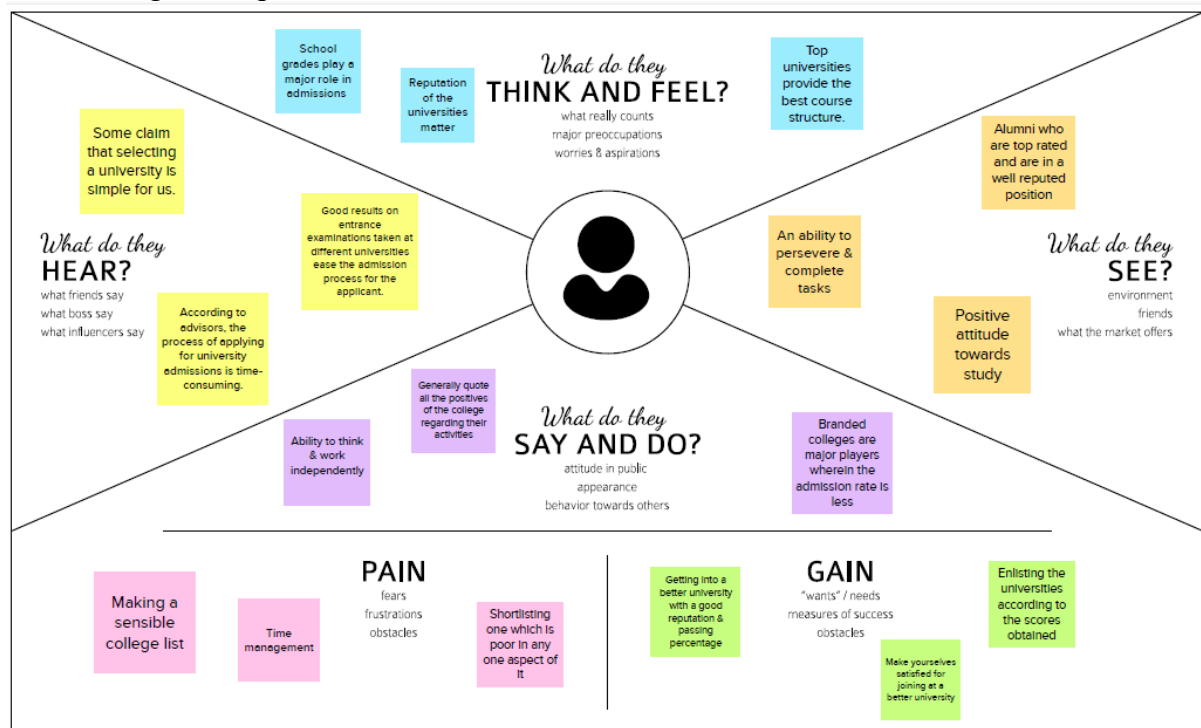 School
grades play a
major role in
admissions
Reputation
of the
universities
matter
What do they
THINK AND FEEL?
what really counts
major preoccupations
worries & aspirations
Top
universities
provide the
best course
structure.
Some claim
that selecting
a university is
simple for us.
Good results on
entrance
examinations taken at
different universities
ease the admission
process for the
applicant.
What do they
HEAR?
what friends say
what boss say
what influencers say
According to
advisors, the
process of applying
for university
admissions is time-
consuming.
Alumni who
are top rated
and are in a
well reputed
position
An ability to
persevere &
complete
tasks
What do they
SEE?
environment
friends
what the market offers
Positive
attitude
towards
study
Generally quote
all the positives
of the college
regarding their
activities
Ability to think
& work
independently
What do they
SAY AND DO?
attitude in public
appearance
behavior towards others
Branded
colleges are
major players
wherein the
admission rate is
less
PAIN
fears
frustrations
obstacles
Making a
sensible
college list
Time
management
Shortlisting
one which is
poor in any
one aspect of
it
GAIN
"wants" / needs
measures of success
obstacles
Getting into a
better university
with a good
reputation &
passing
percentage
Enlisting the
universities
according to
the scores
obtained
Make yourselves
satisfied for
joining at a
better university